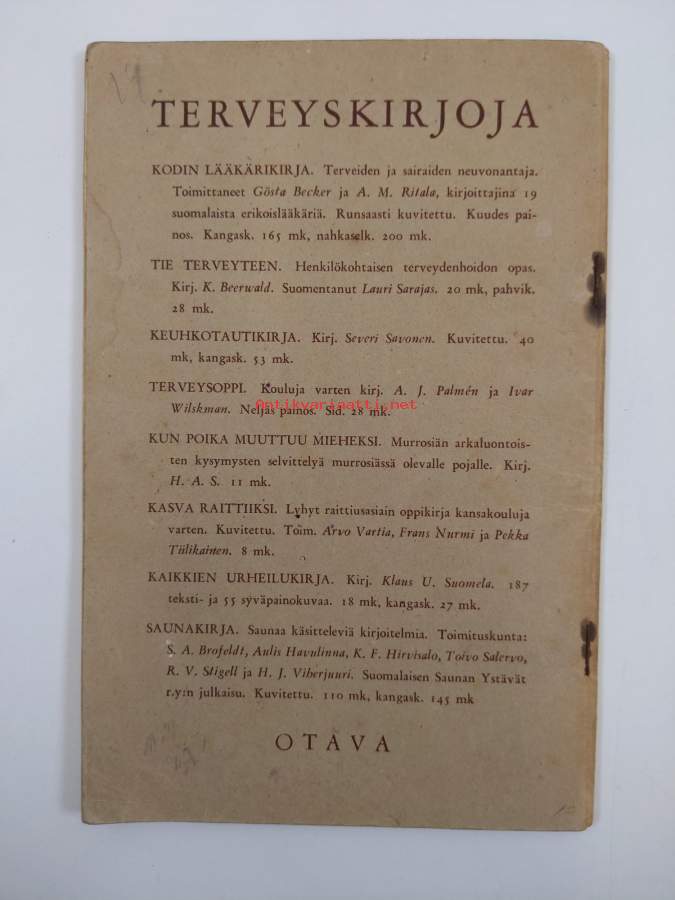 TERVEYSKIRJOJA
KODIN LÄÄKÄRIKIRJA. Terveiden ja sairaiden neuvonantaja.
Toimittaneet Gösta Becker ja A. M. Ritala, kirjoittajina 19
suomalaista erikoislääkäriä. Runsaasti kuvitettu. Kuudes pai-
nos. Kangask. 165 mk, nahkaselk. 200 mk.
TIE TERVEYTEEN. Henkilökohtaisen terveydenhoidon opas.
Kirj. K. Beerwald. Suomentanut Lauri Sarajas. 20 mk, pahvik.
28 mk.
KEUHKOTAUTIKIRJA. Kirj. Severi Savonen. Kuvitettu. 40
mk, kangask. 53 mk.
TERVEYSOPPI. Kouluja varten kirj. A. J. Palmén ja Ivar
Wilskman. Neljäs painos. Sid. 28 mk.
Antikvariaatti.net
KUN POIKA MUUTTUU MIEHEKSI. Murrosiän arkaluontois-
ten kysymysten selvittelyä murrosiässä olevalle pojalle. Kirj.
H. A. S. 11 mk.
KASVA RAITTIIKSI. Lyhyt raittiusasiain oppikirja kansakouluja
varten. Kuvitettu. Toim. Arvo Vartia, Frans Nurmi ja Pekka
Tiilikainen. 8 mk.
KAIKKIEN URHEILUKIRJA. Kirj. Klaus U. Suomela. 187
teksti- ja 55 syväpainokuvaa. 18 mk, kangask. 27 mk.
SAUNAKIRJA. Saunaa käsitteleviä kirjoitelmia. Toimituskunta:
S. A. Brofeldt, Aulis Havulinna, K. F. Hirvisalo, Toivo Salervo,
R. V. Stigell ja H. J. Viherjuuri. Suomalaisen Saunan Ystävät
r.y:n julkaisu. Kuvitettu. 110 mk, kangask. 145 mk
OTAVA